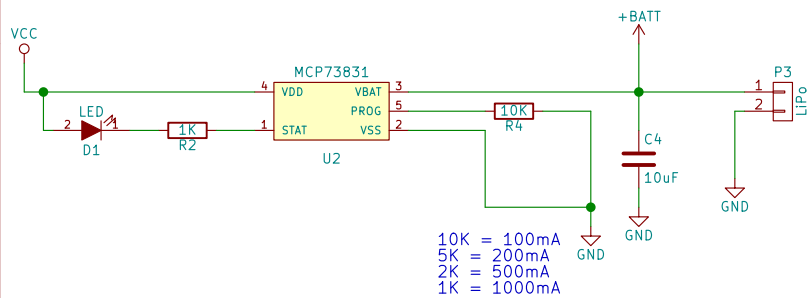 +BATT
VCC
MCP73831
P3
4 VDD VBAT 3
1
LED
PROG 5
10K
2
LiPo
2 1
1K
1 STAT VSS 2
R4
D1
R2
C4
U2
10uF
GND
GND
10K = 100mA
GND
5K = 200mA
2K = 500mA
1K = 1000mA